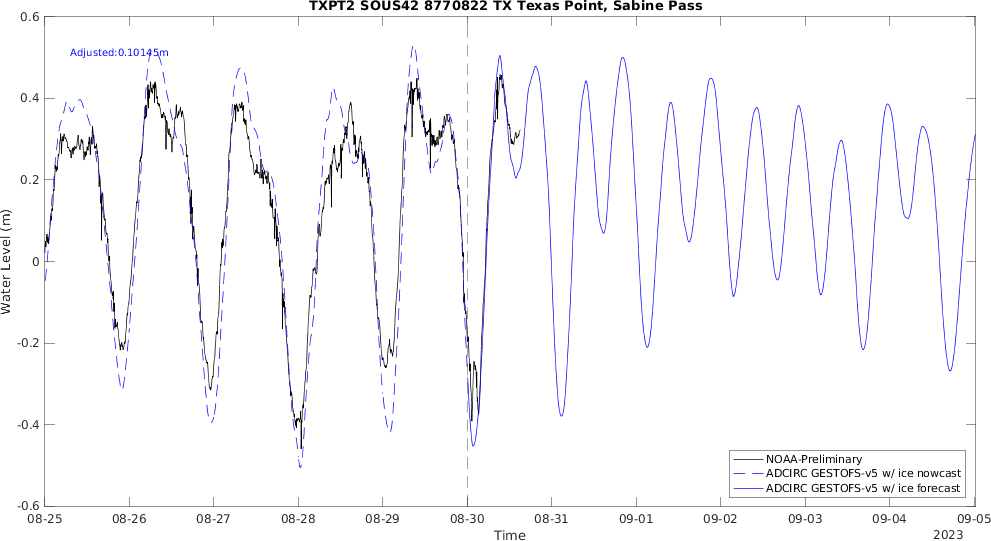 TXPT2 SOUS42 8770822 TX Texas Point, Sabine Pass
0.6
Adjusted:0.10145m
0.4
0.2
0
-0.2
-0.4
-0.6
Water Level (m)
NOAA-Preliminary
ADCIRC GESTOFS-v5 w/ ice nowcast
ADCIRC GESTOFS-v5 w/ ice forecast
08-25 08-26 08-27 08-28 08-29 08-30 08-31 09-01 09-02 09-03 09-04 09-05
Time
2023